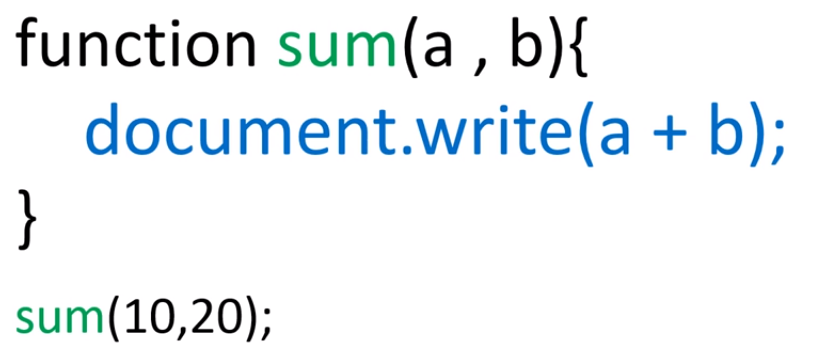 function sum(a , b){
document.write(a + b);
}
sum(10,20);